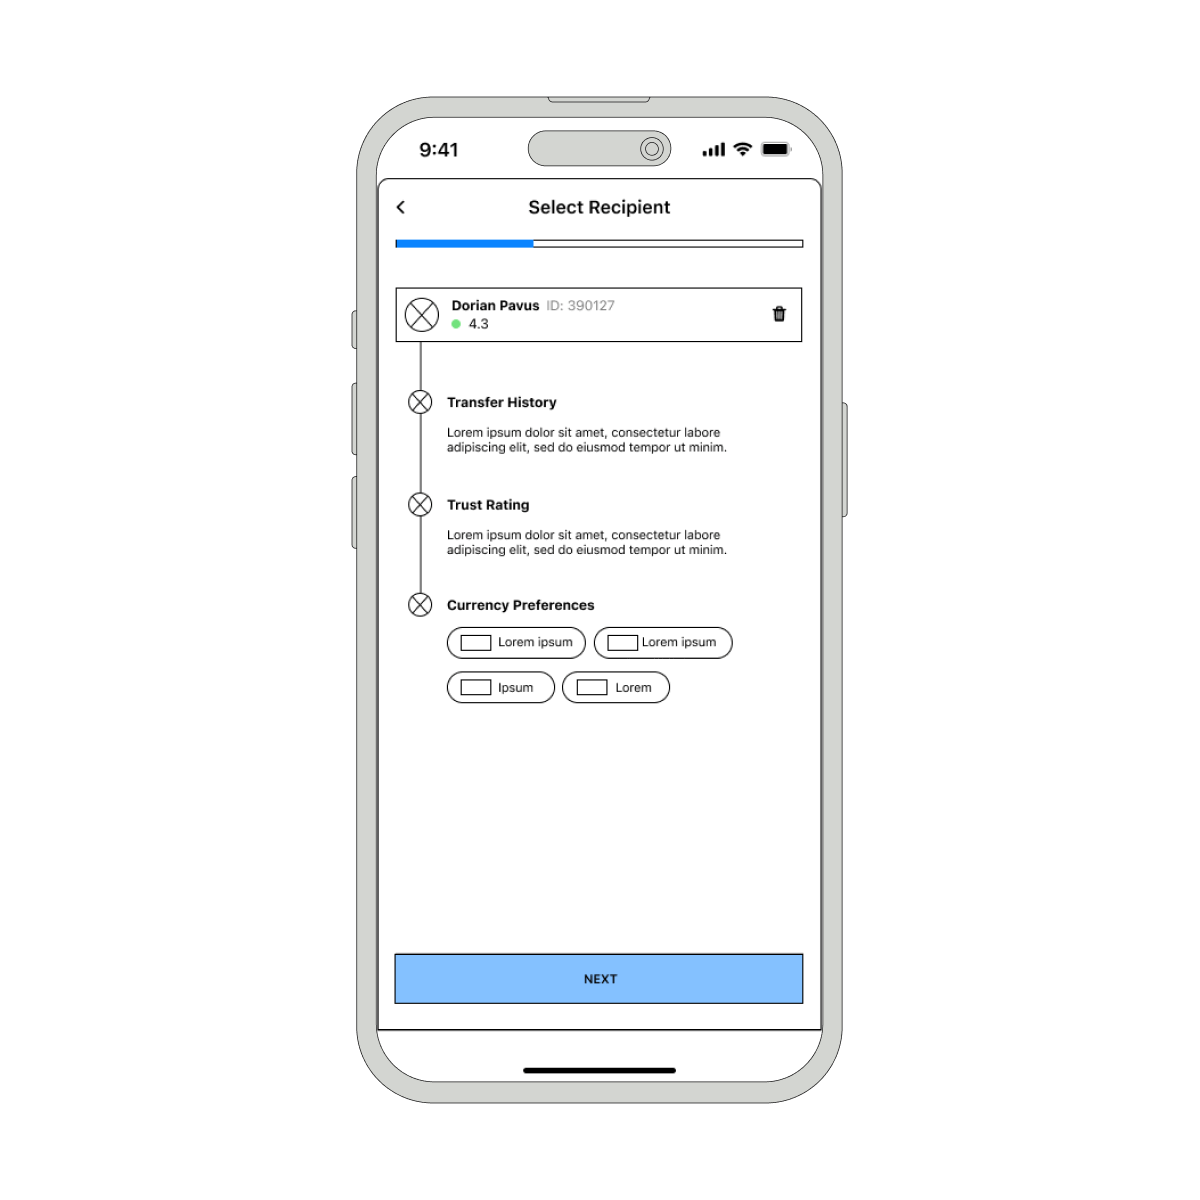 9:41
Select Recipient
Dorian Pavus ID: 390127
4.3
Transfer History
Lorem ipsum dolor sit amet, consectetur labore
adipiscing elit, sed do eiusmod tempor ut minim.
Trust Rating
Lorem ipsum dolor sit amet, consectetur labore
adipiscing elit, sed do eiusmod tempor ut minim.
Currency Preferences
Lorem ipsum Lorem ipsum
Ipsum Lorem
NEXT